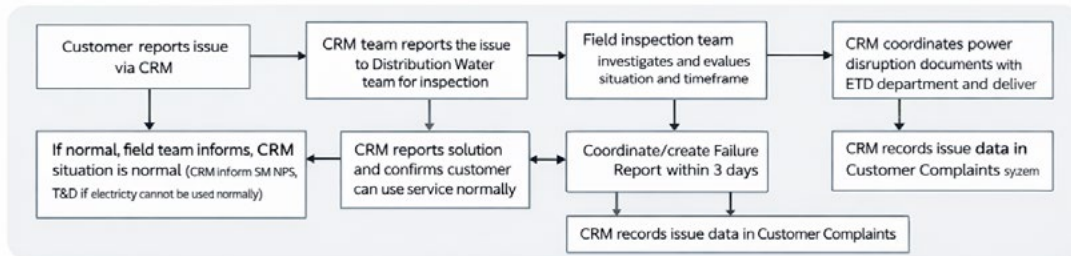 Customer reports issue
via CRM
CRM team reports the issue
to Distribution Water
team for inspection
Field inspection team
investigates and evaluates
situation and timeframe
CRM coordinates power
disruption documents with
ETD department and deliver
If normal, field team informs, CRM
situation is normal (CRM inform SM NPS,
T&D if electricty cannot be used normally)
CRM reports solution
and confirms customer
can use service normally
Coordinate/create Failure
Report within 3 days
CRM records issue data in
Customer Complaints syzem
CRM records issue data in Customer Complaints